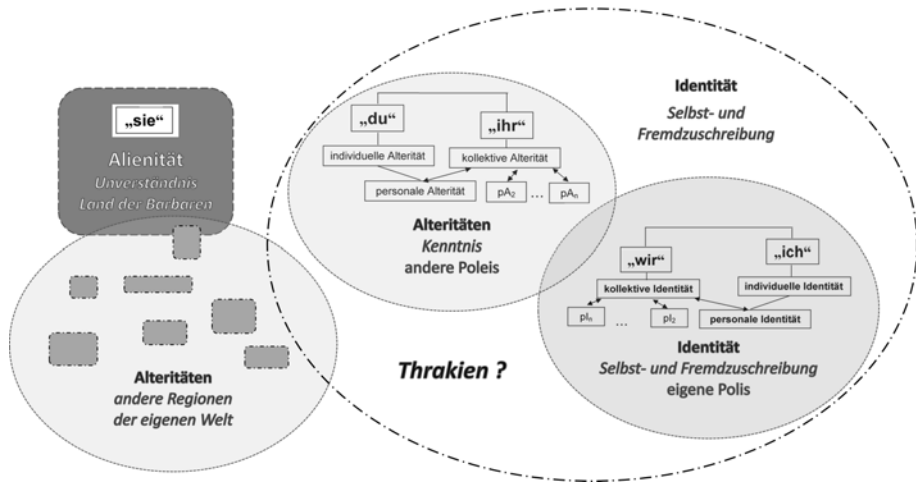 „sie“
Alienität
Unverständnis
Land der Barbaren
Alteritäten
andere Regionen
der eigenen Welt
„du“
„ihr“
individuelle Alterität
kollektive Alterität
personale Alterität
pA₂
...
pAₙ
Alteritäten
Kenntnis
andere Poleis
Identität
Selbst- und
Fremdzuschreibung
„wir“
„ich“
kollektive Identität
individuelle Identität
pIₙ
...
pI₂
personale Identität
Identität
Selbst- und Fremdzuschreibung
eigene Polis
Thrakien ?